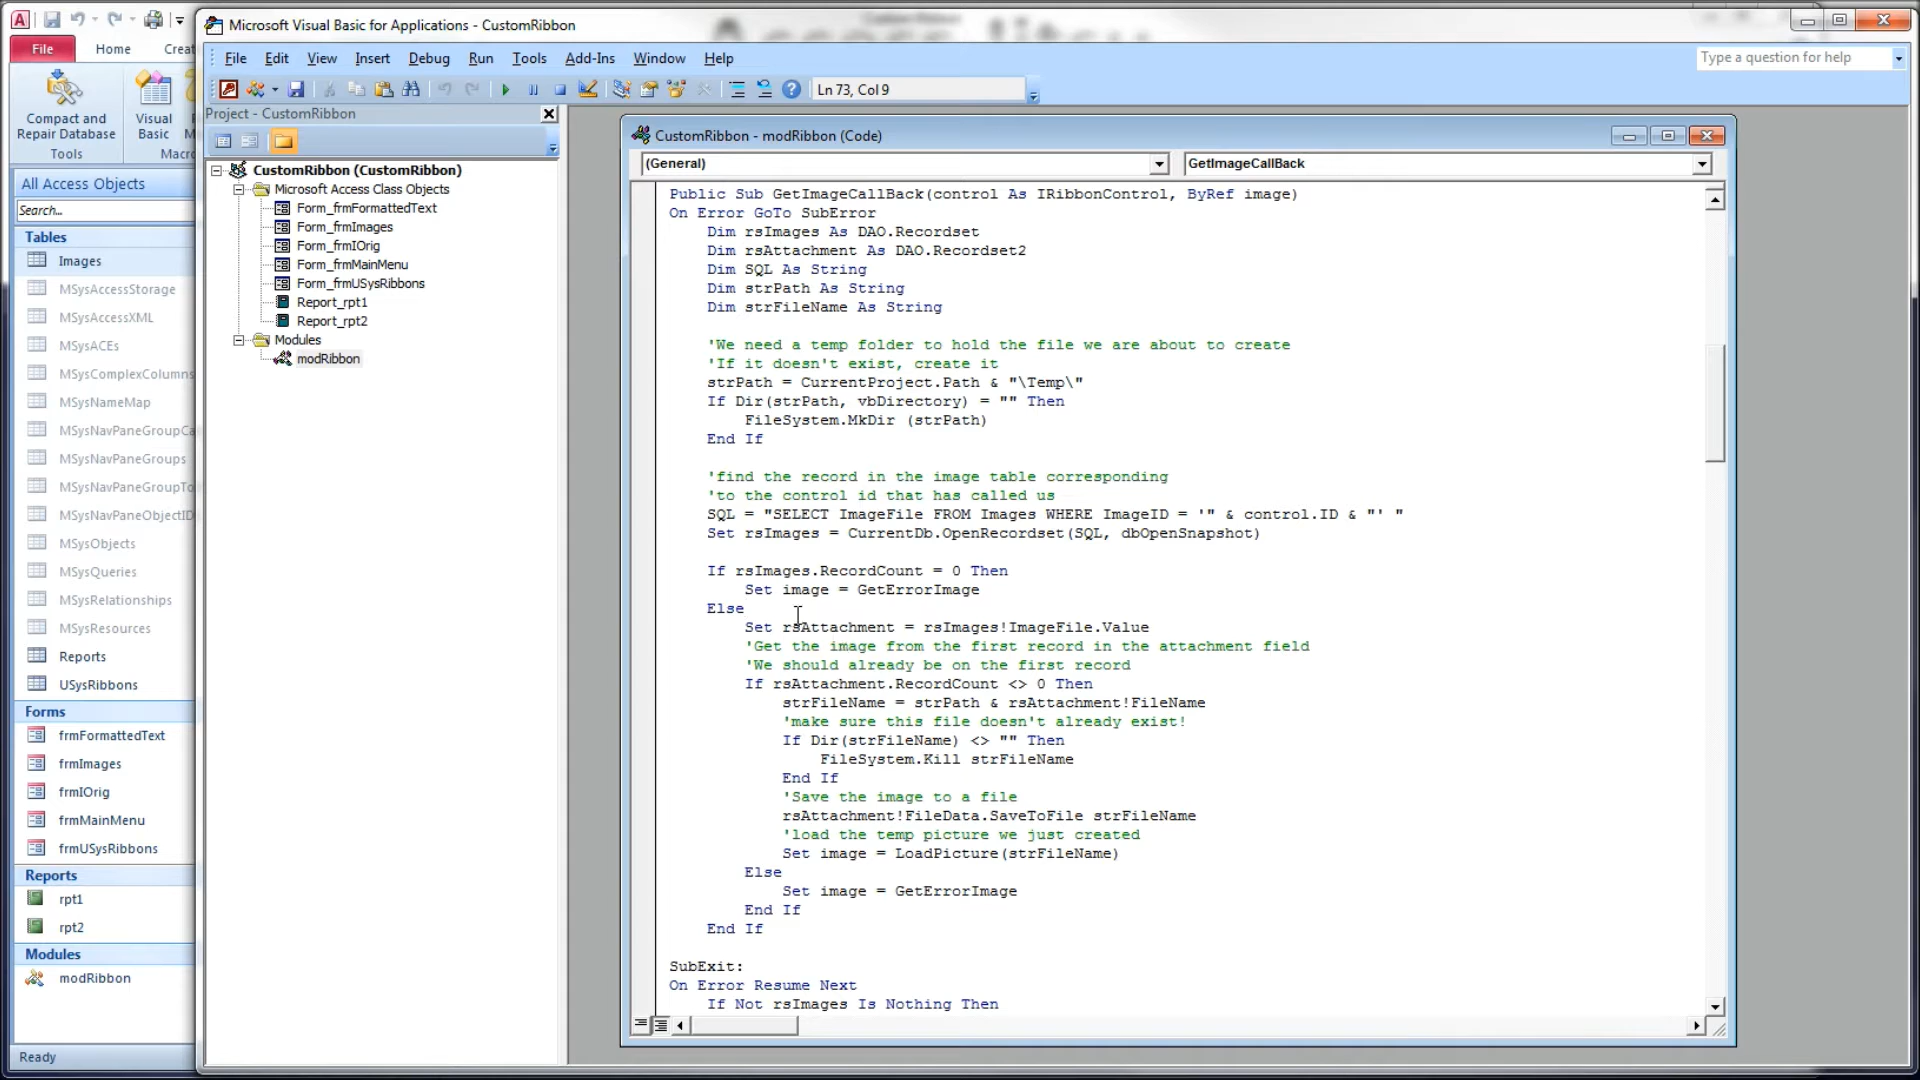 Microsoft Visual Basic for Applications - CustomRibbon
File
Home
File Edit View Insert Debug Run Tools Add-Ins Window Help
Type a question for help
Ln 73, Col 9
Compact and
Repair Database
Tools
Visual
Basic
Project - CustomRibbon
CustomRibbon (CustomRibbon)
Microsoft Access Class Objects
Form_frmFormattedText
Form_frmImages
Form_frmIOrig
Form_frmMainMenu
Form_frmUSysRibbons
Report_rpt1
Report_rpt2
Modules
modRibbon
All Access Objects
Search...
Tables
Images
MSysAccessStorage
MSysAccessXML
MSysACEs
MSysComplexColumns
MSysNameMap
MSysNavPaneGroupCa
MSysNavPaneGroups
MSysNavPaneGroupTo
MSysNavPaneObjectID
MSysObjects
MSysQueries
MSysRelationships
MSysResources
Reports
USysRibbons
Forms
frmFormattedText
frmImages
frmIOrig
frmMainMenu
frmUSysRibbons
Reports
rpt1
rpt2
Modules
modRibbon
Ready
CustomRibbon - modRibbon (Code)
(General)
GetImageCallBack
Public Sub GetImageCallBack(control As IRibbonControl, ByRef image)
On Error GoTo SubError
Dim rsImages As DAO.Recordset
Dim rsAttachment As DAO.Recordset2
Dim SQL As String
Dim strPath As String
Dim strFileName As String
'We need a temp folder to hold the file we are about to create
'If it doesn't exist, create it
strPath = CurrentProject.Path & "\Temp\"
If Dir(strPath, vbDirectory) = "" Then
FileSystem.MkDir (strPath)
End If
'find the record in the image table corresponding
'to the control id that has called us
SQL = "SELECT ImageFile FROM Images WHERE ImageID = '" & control.ID & "' "
Set rsImages = CurrentDb.OpenRecordset(SQL, dbOpenSnapshot)
If rsImages.RecordCount = 0 Then
Set image = GetErrorImage
Else
Set rsAttachment = rsImages!ImageFile.Value
'Get the image from the first record in the attachment field
'We should already be on the first record
If rsAttachment.RecordCount <> 0 Then
strFileName = strPath & rsAttachment!FileName
'make sure this file doesn't already exist!
If Dir(strFileName) <> "" Then
FileSystem.Kill strFileName
End If
'Save the image to a file
rsAttachment!FileData.SaveToFile strFileName
'load the temp picture we just created
Set image = LoadPicture(strFileName)
Else
Set image = GetErrorImage
End If
End If
SubExit:
On Error Resume Next
If Not rsImages Is Nothing Then